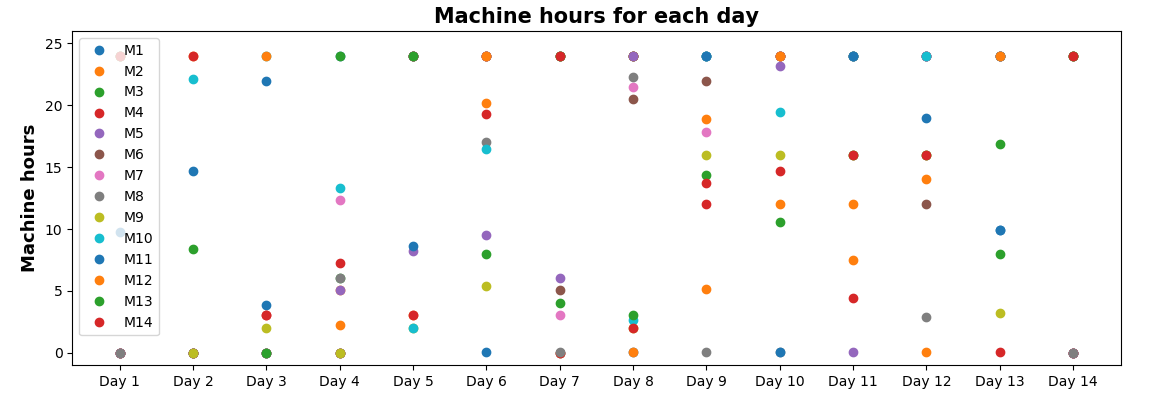 Machine hours for each day
Machine hours
25
20
15
10
5
0
M1
M2
M3
M4
M5
M6
M7
M8
M9
M10
M11
M12
M13
M14
Day 1 Day 2 Day 3 Day 4 Day 5 Day 6 Day 7 Day 8 Day 9 Day 10 Day 11 Day 12 Day 13 Day 14